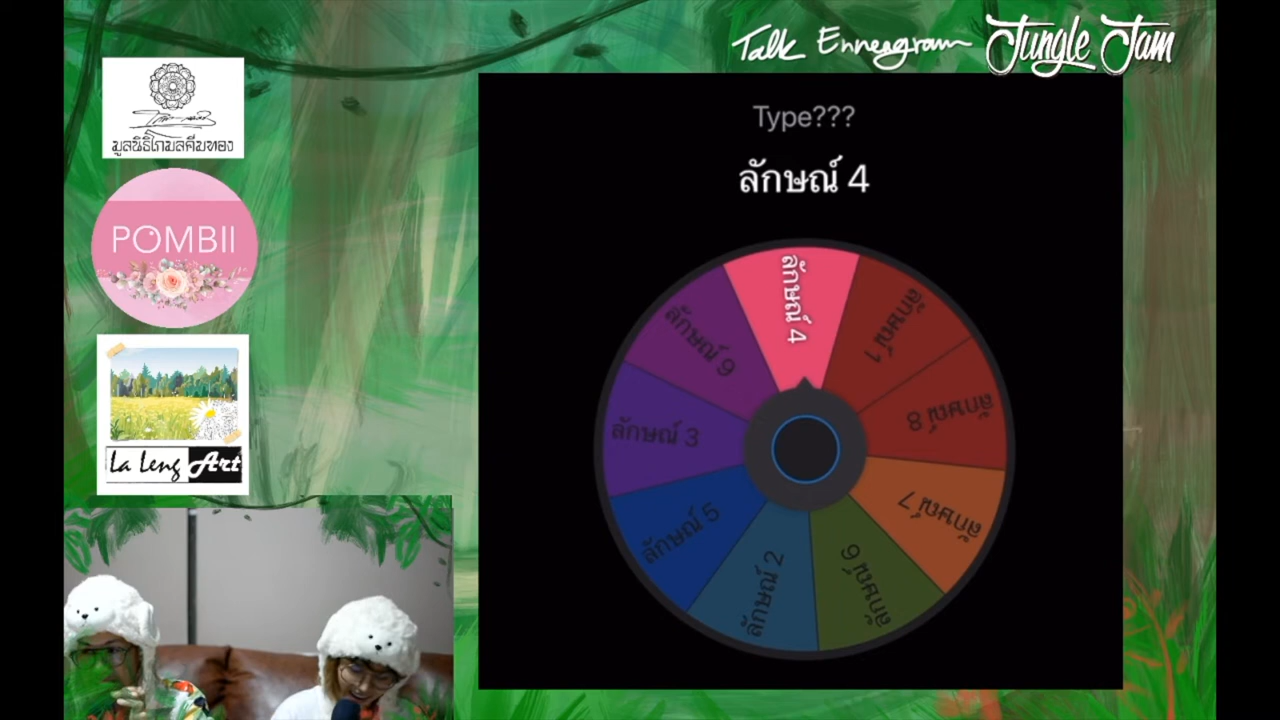 Talk Enneagram Jungle Jam
มูลนิธิโกมลคีมทอง
POMBII
La Leng Art
Type???
ลักษณ์ 4
ลักษณ์ 4
ลักษณ์ 1
ลักษณ์ 8
ลักษณ์ 7
ลักษณ์ 6
ลักษณ์ 2
ลักษณ์ 5
ลักษณ์ 3
ลักษณ์ 9